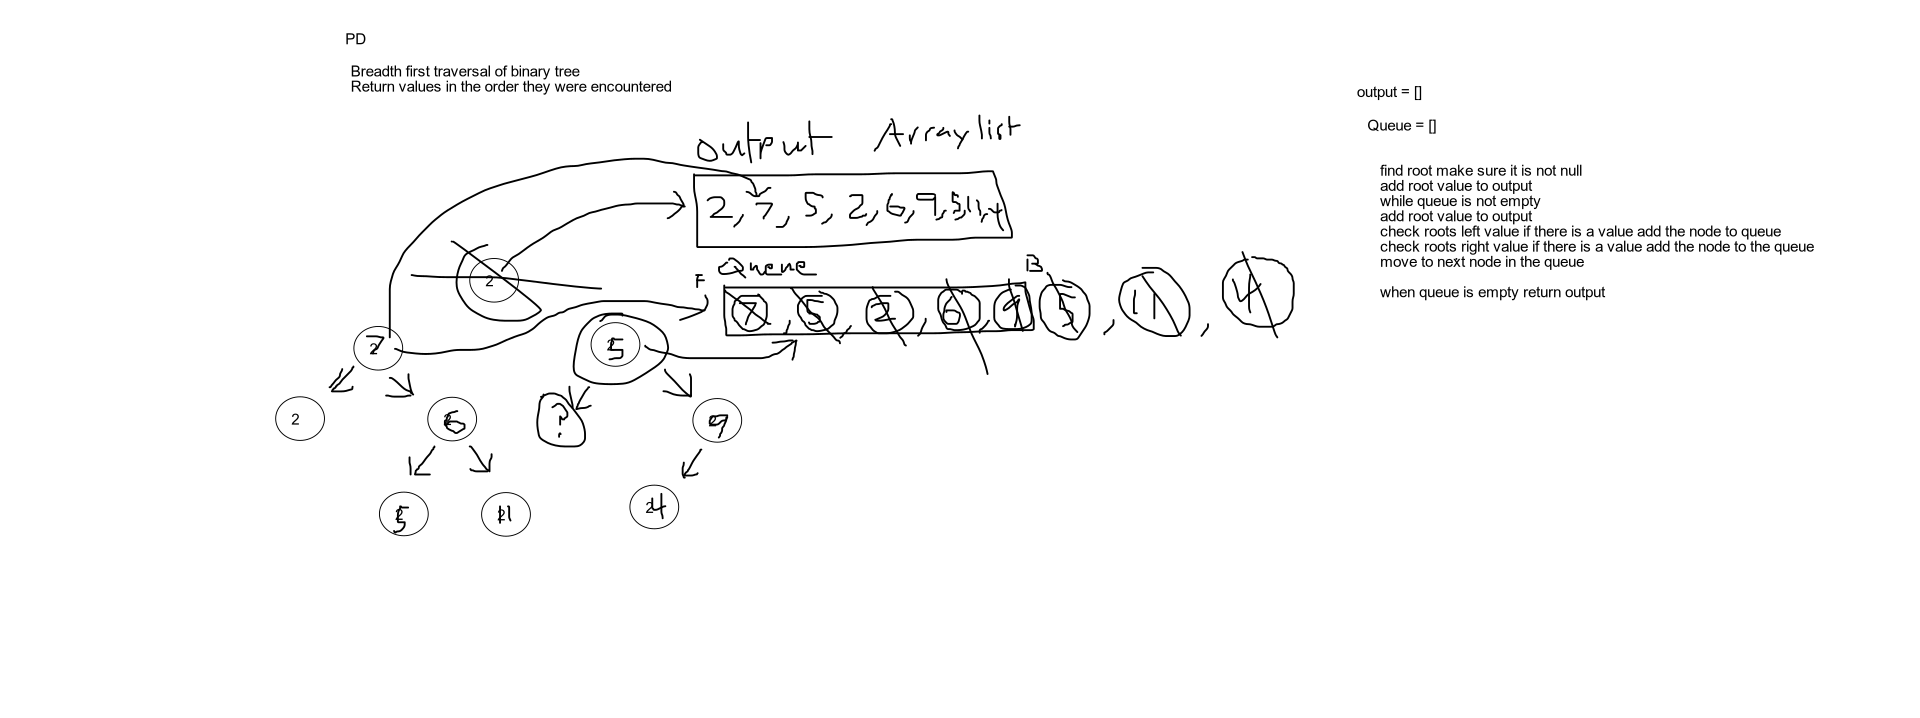 PD
Breadth first traversal of binary tree
Return values in the order they were encountered
output Arraylist
2, 7, 5, 2, 6, 9, 5, 11, 4
Queue
F
B
7, 5, 2, 6, 9 5, 11, 4
2
7
5
2
6
?
9
5
11
4
output = []
Queue = []
find root make sure it is not null
add root value to output
while queue is not empty
add root value to output
check roots left value if there is a value add the node to queue
check roots right value if there is a value add the node to the queue
move to next node in the queue
when queue is empty return output